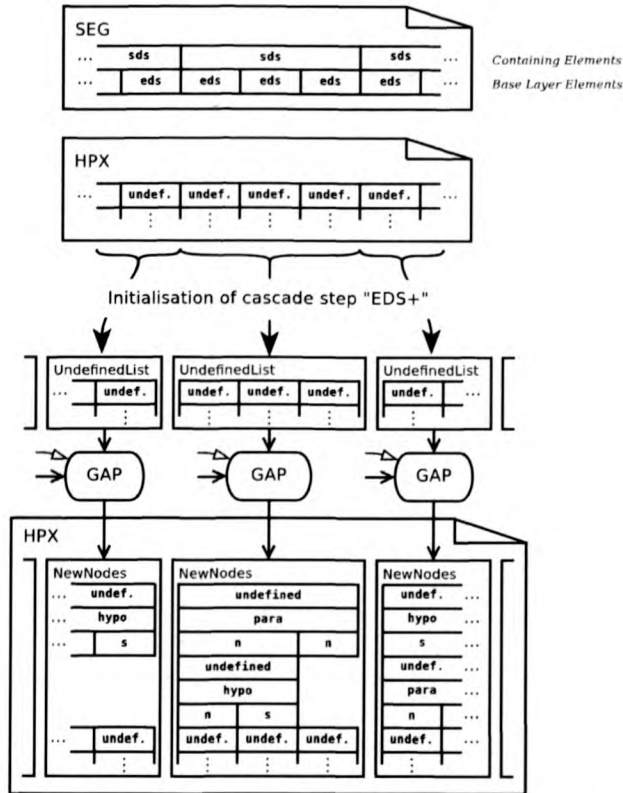 SEG
... sds sds sds ...
Containing Elements
... eds eds eds eds ...
Base Layer Elements
HPX
... undef. undef. undef. undef. undef. ...
⋮ ⋮ ⋮ ⋮ ⋮
Initialisation of cascade step "EDS+"
UndefinedList UndefinedList UndefinedList
... undef. undef. undef. undef. undef. ...
⋮ ⋮ ⋮ ⋮ ⋮
GAP GAP GAP
HPX
NewNodes NewNodes NewNodes
... undef. undefined undef. ...
... hypo para hypo ...
... s n n s ...
undefined undef. ...
hypo para ...
n s n ...
... undef. undef. undef. undef. undef. ...
⋮ ⋮ ⋮ ⋮ ⋮